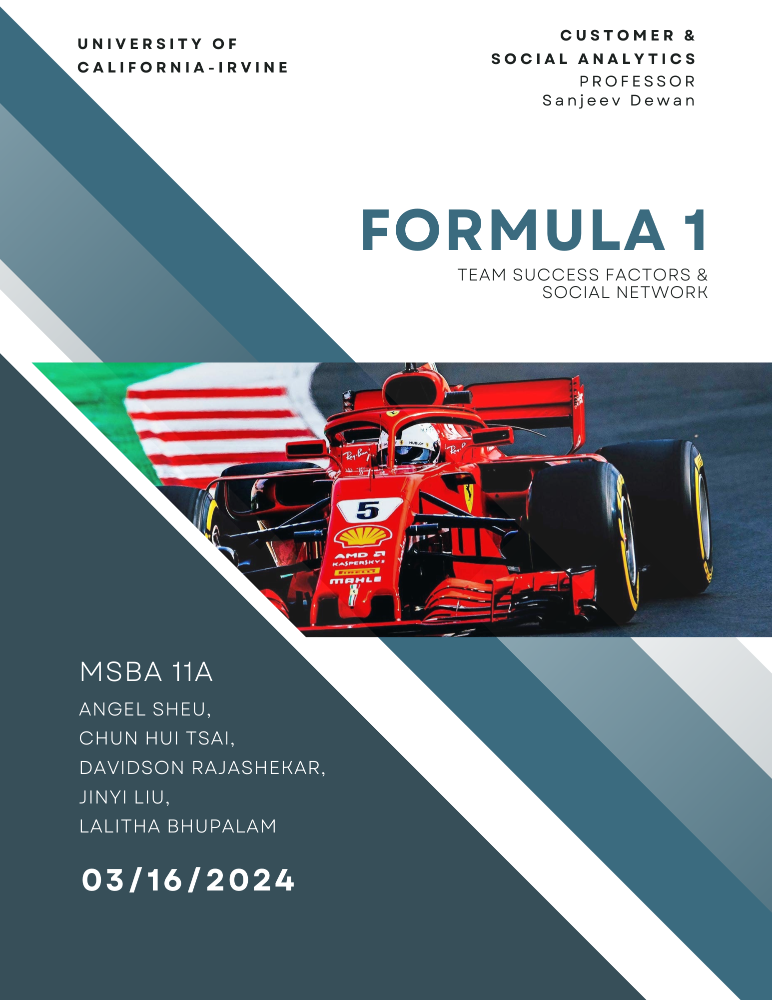 UNIVERSITY OF
CALIFORNIA-IRVINE
CUSTOMER &
SOCIAL ANALYTICS
PROFESSOR
Sanjeev Dewan
FORMULA 1
TEAM SUCCESS FACTORS &
SOCIAL NETWORK
HUBLOT
Ray-Ban
5
AMD
KASPERSKY
PIRELLI
MAHLE
MSBA 11A
ANGEL SHEU,
CHUN HUI TSAI,
DAVIDSON RAJASHEKAR,
JINYI LIU,
LALITHA BHUPALAM
03/16/2024